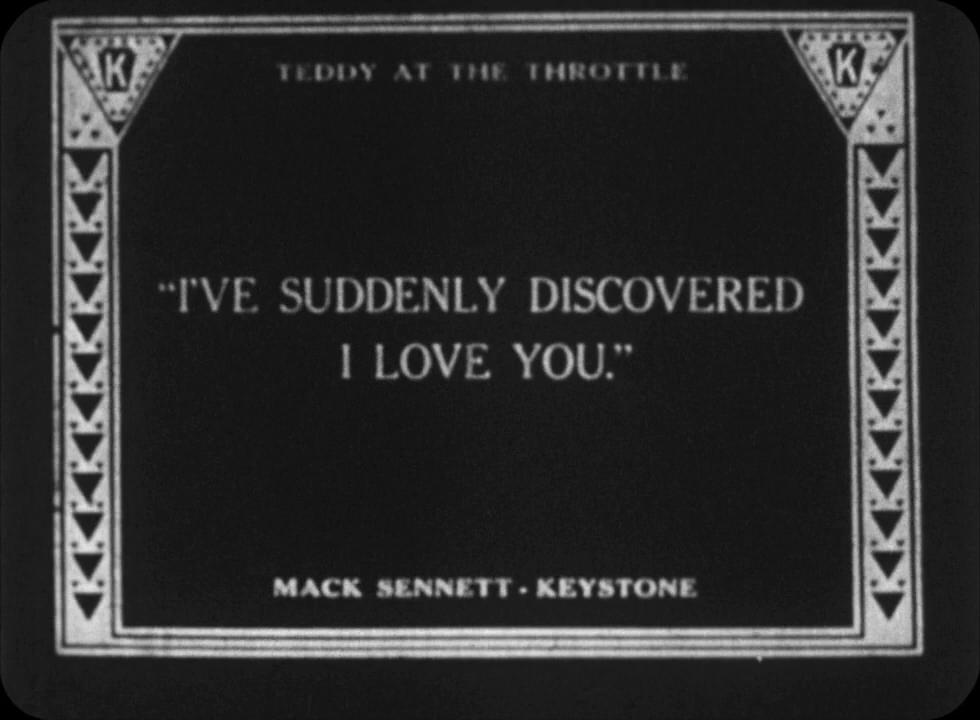 K K
TEDDY AT THE THROTTLE
“I'VE SUDDENLY DISCOVERED
I LOVE YOU.”
MACK SENNETT · KEYSTONE